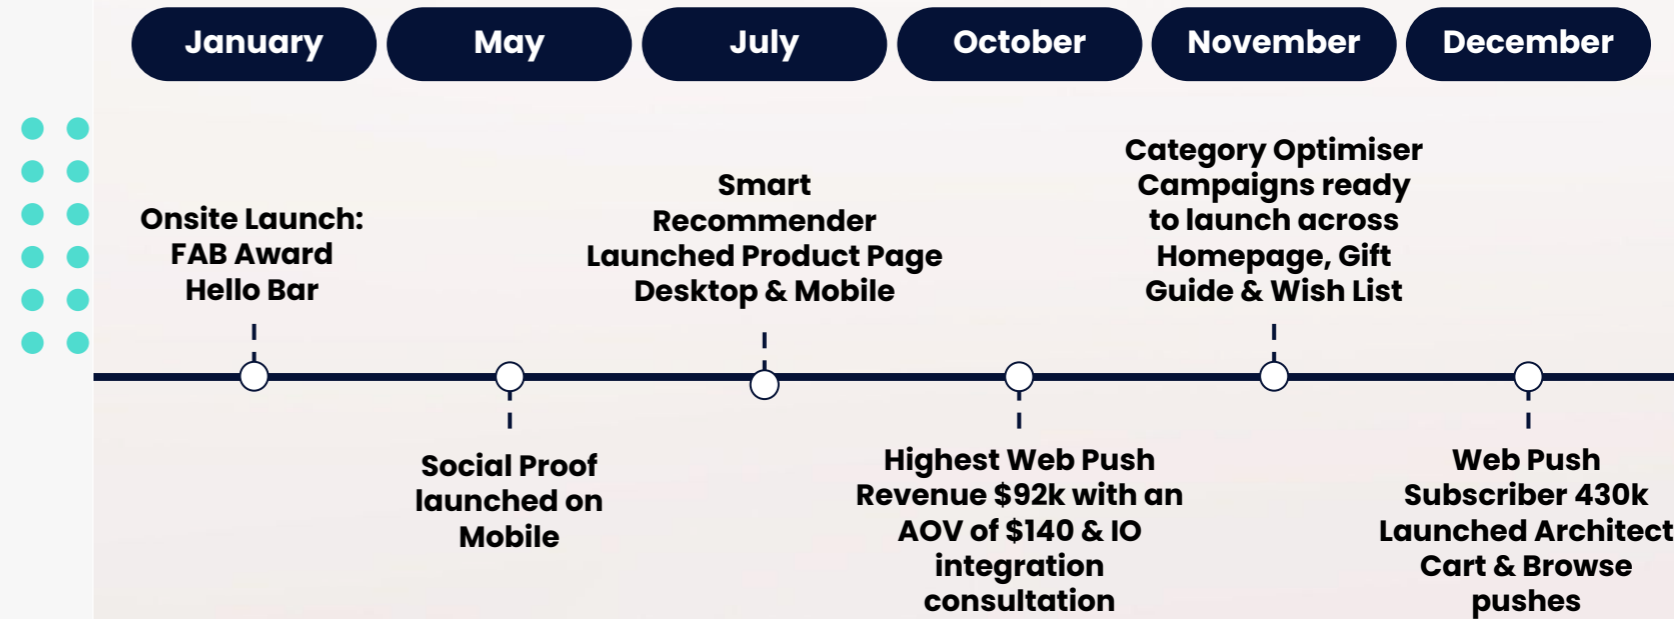 January
May
July
October
November
December
Onsite Launch:
FAB Award
Hello Bar
Social Proof
launched on
Mobile
Smart
Recommender
Launched Product Page
Desktop & Mobile
Highest Web Push
Revenue $92k with an
AOV of $140 & IO
integration
consultation
Category Optimiser
Campaigns ready
to launch across
Homepage, Gift
Guide & Wish List
Web Push
Subscriber 430k
Launched Architect
Cart & Browse
pushes